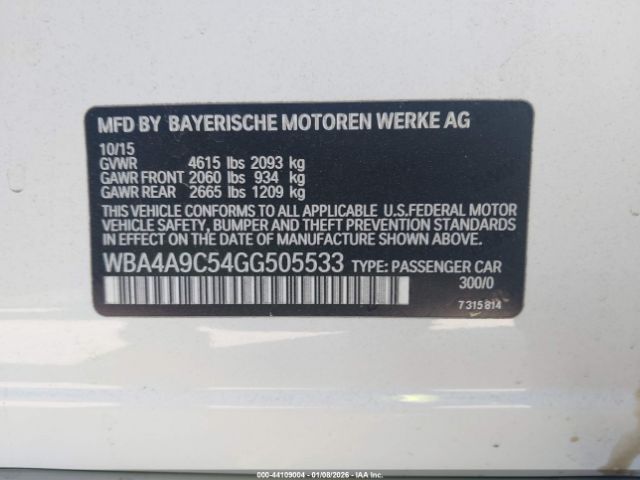 MFD BY BAYERISCHE MOTOREN WERKE AG
10/15
GVWR 4615 lbs 2093 kg
GAWR FRONT 2060 lbs 934 kg
GAWR REAR 2665 lbs 1209 kg
THIS VEHICLE CONFORMS TO ALL APPLICABLE U.S.FEDERAL MOTOR
VEHICLE SAFETY, BUMPER AND THEFT PREVENTION STANDARDS
IN EFFECT ON THE DATE OF MANUFACTURE SHOWN ABOVE.
WBA4A9C54GG505533 TYPE: PASSENGER CAR
300/0
7 315 814
000-44109004 | 01/08/2026 | IAA Inc.